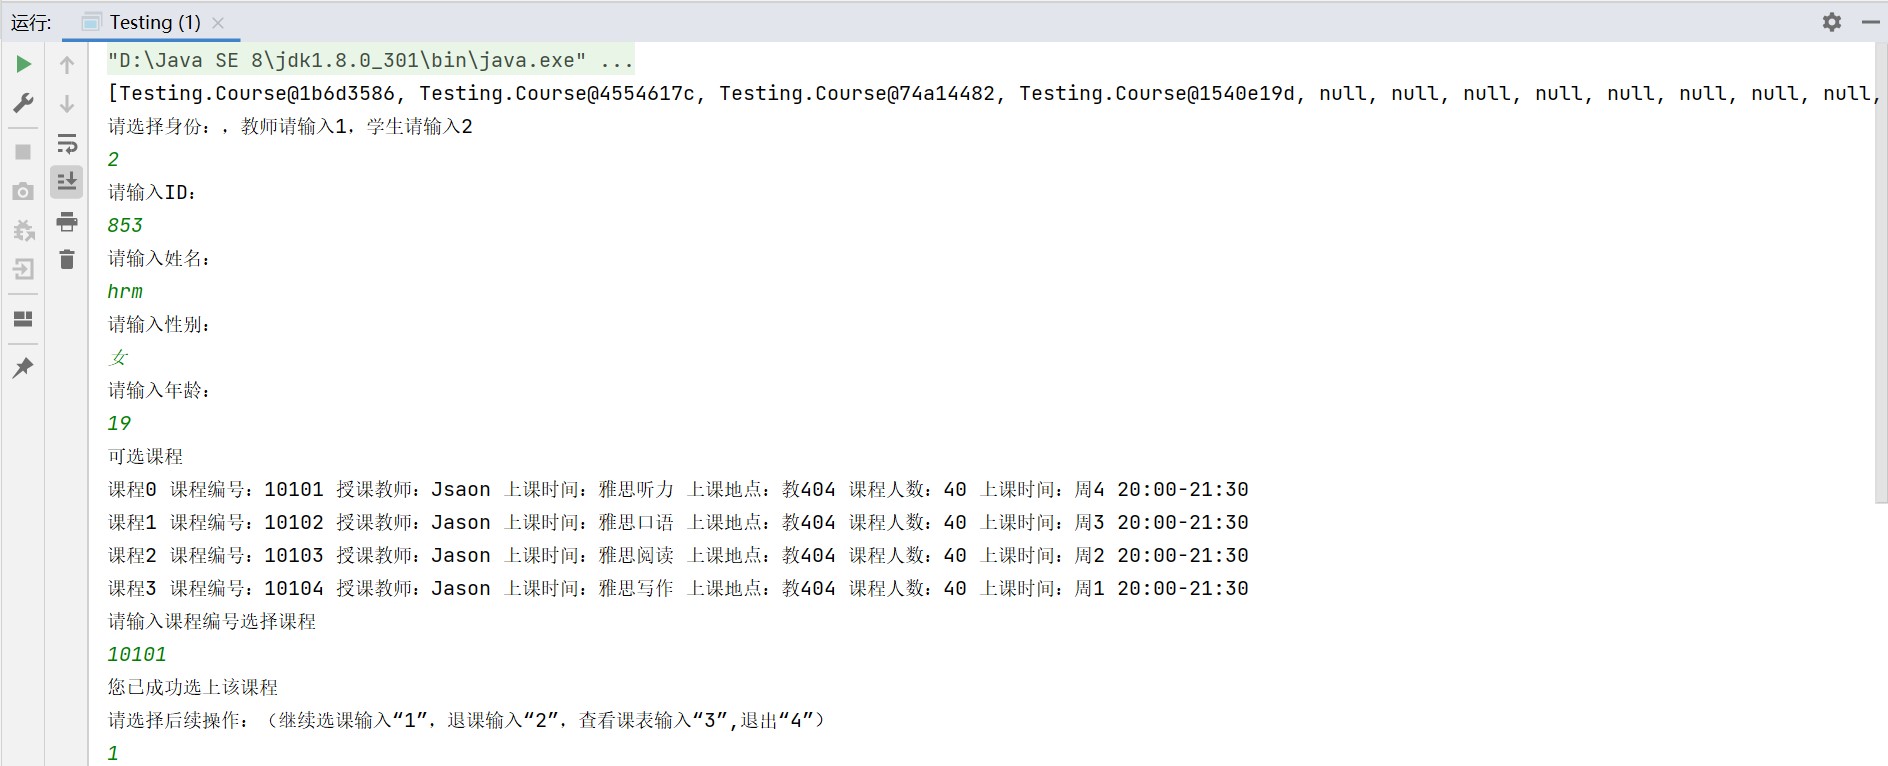 运行: Testing (1)
"D:\Java SE 8\jdk1.8.0_301\bin\java.exe" ...
[Testing.Course@1b6d3586, Testing.Course@4554617c, Testing.Course@74a14482, Testing.Course@1540e19d, null, null, null, null, null, null, null, null,
请选择身份：，教师请输入1，学生请输入2
2
请输入ID：
853
请输入姓名：
hrm
请输入性别：
女
请输入年龄：
19
可选课程
课程0 课程编号：10101 授课教师：Jsaon 上课时间：雅思听力 上课地点：教404 课程人数：40 上课时间：周4 20:00-21:30
课程1 课程编号：10102 授课教师：Jason 上课时间：雅思口语 上课地点：教404 课程人数：40 上课时间：周3 20:00-21:30
课程2 课程编号：10103 授课教师：Jason 上课时间：雅思阅读 上课地点：教404 课程人数：40 上课时间：周2 20:00-21:30
课程3 课程编号：10104 授课教师：Jason 上课时间：雅思写作 上课地点：教404 课程人数：40 上课时间：周1 20:00-21:30
请输入课程编号选择课程
10101
您已成功选上该课程
请选择后续操作：（继续选课输入“1”，退课输入“2”，查看课表输入“3”,退出“4”）
1